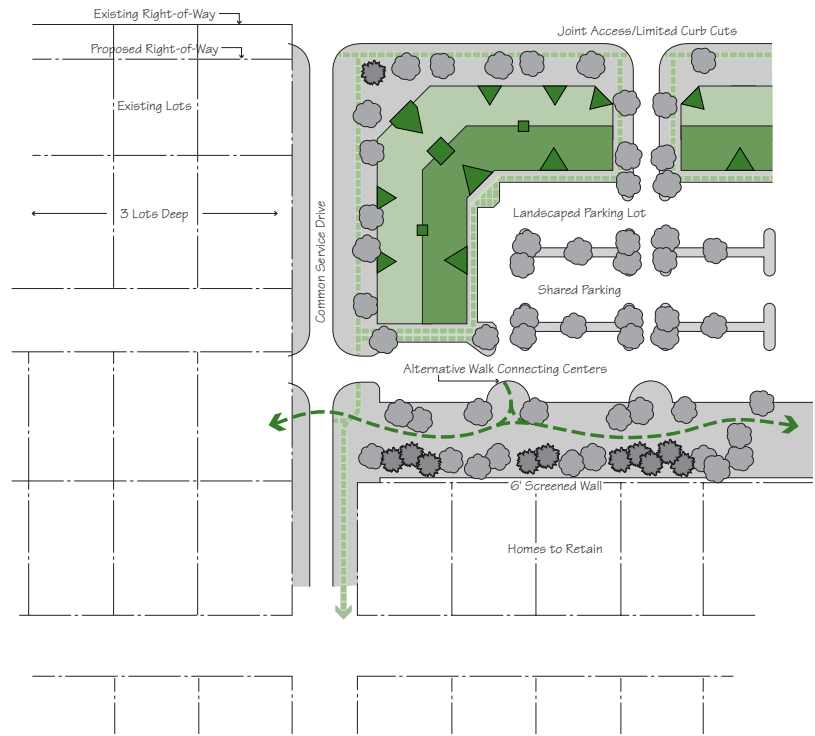 Existing Right-of-Way
Joint Access/Limited Curb Cuts
Proposed Right-of-Way
Existing Lots
3 Lots Deep
Landscaped Parking Lot
Common Service Drive
Shared Parking
Alternative Walk Connecting Centers
6' Screened Wall
Homes to Retain